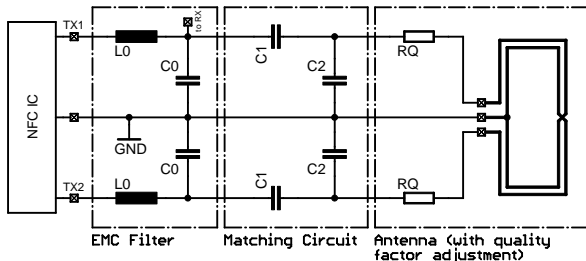 TX1
L0
to RX
C0
C1
C2
RQ
NFC IC
GND
C0
C2
TX2
L0
C1
RQ
EMC Filter
Matching Circuit
Antenna (with quality
factor adjustment)